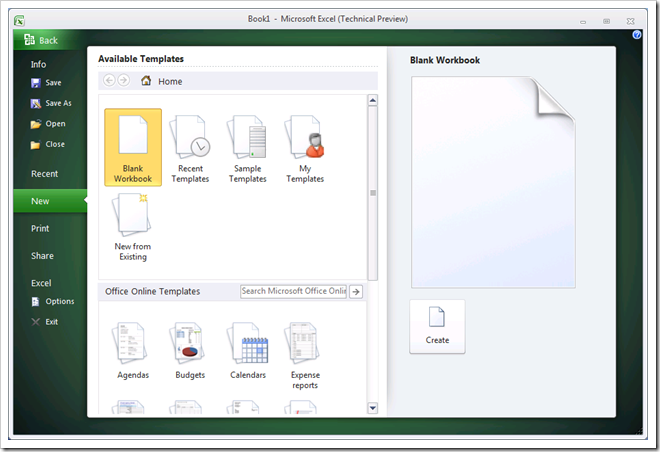 Book1 - Microsoft Excel (Technical Preview)
Back
Info
Save
Save As
Open
Close
Recent
New
Print
Share
Excel
Options
Exit
Available Templates
Home
Blank
Workbook
Recent
Templates
Sample
Templates
My
Templates
New from
Existing
Office Online Templates
Search Microsoft Office Onlin
Agendas
Budgets
Calendars
Expense
reports
Blank Workbook
Create